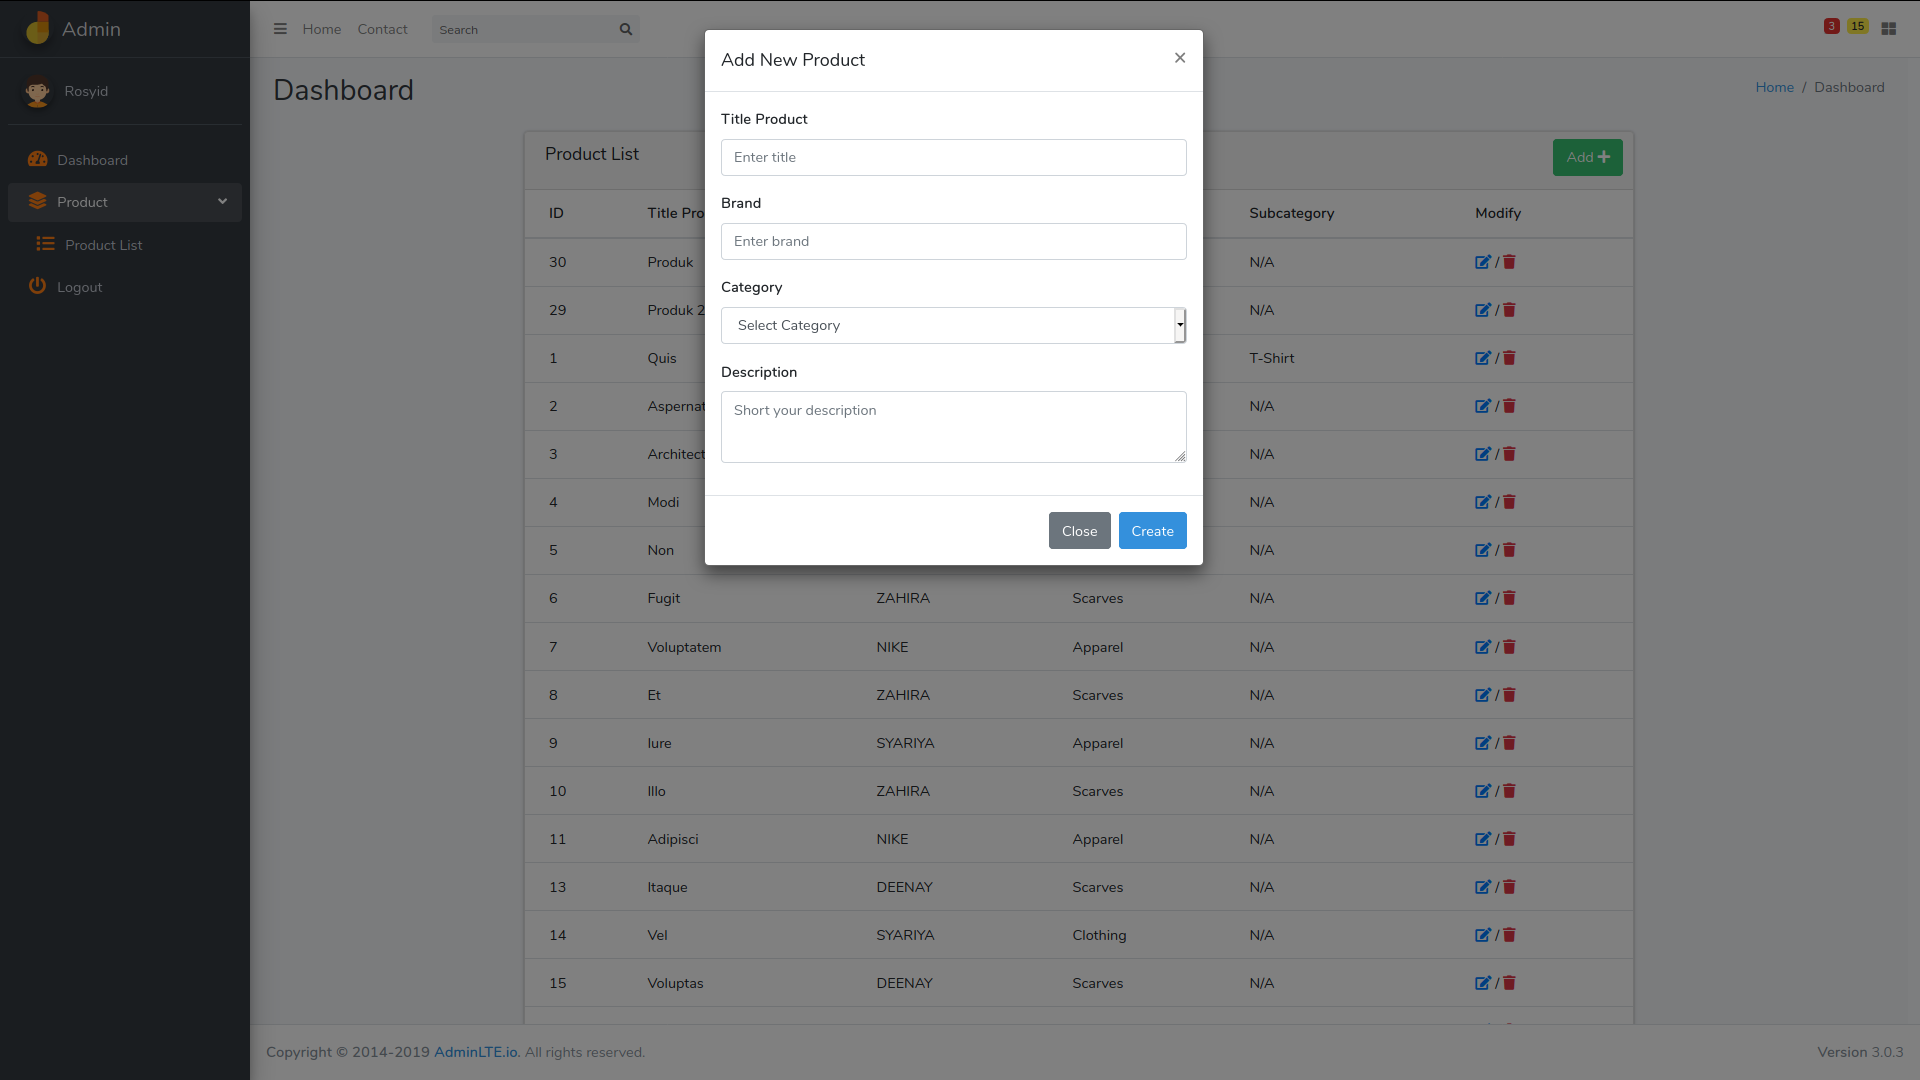 Admin
Home Contact Search
3 15
Rosyid
Dashboard
Product
Product List
Logout
Dashboard
Home / Dashboard
Product List
Add
ID Title Pro Subcategory Modify
30 Produk N/A /
29 Produk 2 N/A /
1 Quis T-Shirt /
2 Aspernat N/A /
3 Architect N/A /
4 Modi N/A /
5 Non N/A /
6 Fugit ZAHIRA Scarves N/A /
7 Voluptatem NIKE Apparel N/A /
8 Et ZAHIRA Scarves N/A /
9 Iure SYARIYA Apparel N/A /
10 Illo ZAHIRA Scarves N/A /
11 Adipisci NIKE Apparel N/A /
13 Itaque DEENAY Scarves N/A /
14 Vel SYARIYA Clothing N/A /
15 Voluptas DEENAY Scarves N/A /
Add New Product ×
Title Product
Enter title
Brand
Enter brand
Category
Select Category
Description
Short your description
Close Create
Copyright © 2014-2019 AdminLTE.io. All rights reserved.
Version 3.0.3